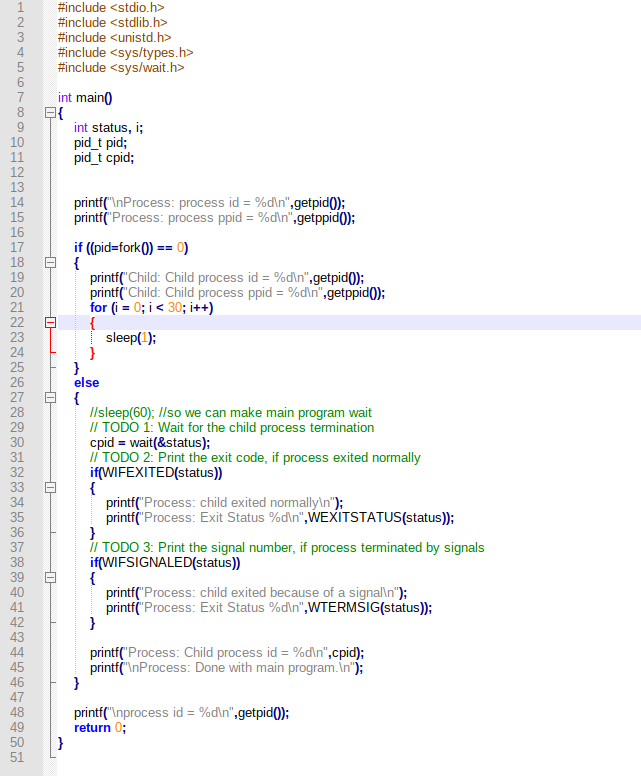 1 #include <stdio.h>
2 #include <stdlib.h>
3 #include <unistd.h>
4 #include <sys/types.h>
5 #include <sys/wait.h>
6
7 int main()
8 {
9 int status, i;
10 pid_t pid;
11 pid_t cpid;
12
13
14 printf("\nProcess: process id = %d\n",getpid());
15 printf("Process: process ppid = %d\n",getppid());
16
17 if ((pid=fork()) == 0)
18 {
19 printf("Child: Child process id = %d\n",getpid());
20 printf("Child: Child process ppid = %d\n",getppid());
21 for (i = 0; i < 30; i++)
22 {
23 sleep(1);
24 }
25 }
26 else
27 {
28 //sleep(60); //so we can make main program wait
29 // TODO 1: Wait for the child process termination
30 cpid = wait(&status);
31 // TODO 2: Print the exit code, if process exited normally
32 if(WIFEXITED(status))
33 {
34 printf("Process: child exited normally\n");
35 printf("Process: Exit Status %d\n",WEXITSTATUS(status));
36 }
37 // TODO 3: Print the signal number, if process terminated by signals
38 if(WIFSIGNALED(status))
39 {
40 printf("Process: child exited because of a signal\n");
41 printf("Process: Exit Status %d\n",WTERMSIG(status));
42 }
43
44 printf("Process: Child process id = %d\n",cpid);
45 printf("\nProcess: Done with main program.\n");
46 }
47
48 printf("\nprocess id = %d\n",getpid());
49 return 0;
50 }
51